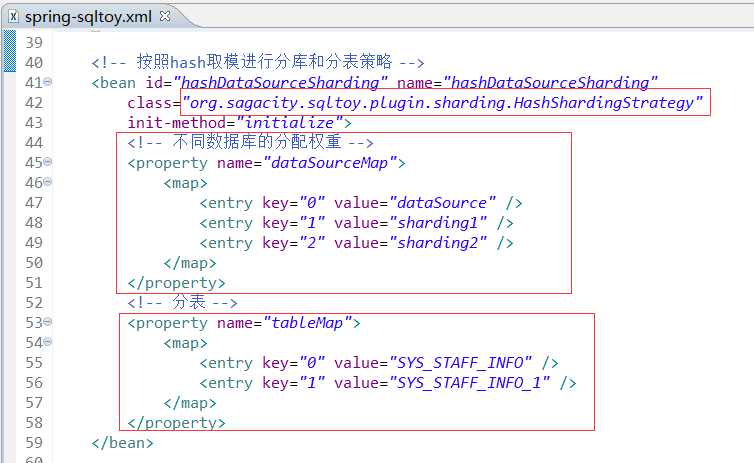 spring-sqltoy.xml
39
40 <!-- 按照hash取模进行分库和分表策略 -->
41 <bean id="hashDataSourceSharding" name="hashDataSourceSharding"
42 class="org.sagacity.sqltoy.plugin.sharding.HashShardingStrategy"
43 init-method="initialize">
44 <!-- 不同数据库的分配权重 -->
45 <property name="dataSourceMap">
46 <map>
47 <entry key="0" value="dataSource" />
48 <entry key="1" value="sharding1" />
49 <entry key="2" value="sharding2" />
50 </map>
51 </property>
52 <!-- 分表 -->
53 <property name="tableMap">
54 <map>
55 <entry key="0" value="SYS_STAFF_INFO" />
56 <entry key="1" value="SYS_STAFF_INFO_1" />
57 </map>
58 </property>
59 </bean>
60